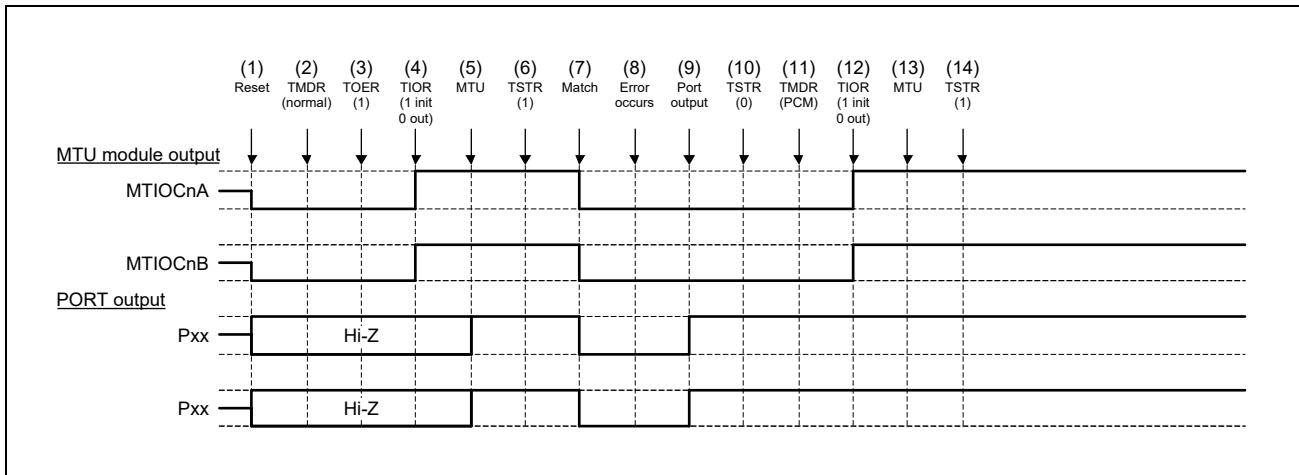 (1) (2) (3) (4) (5) (6) (7) (8) (9) (10) (11) (12) (13) (14)
Reset TMDR TOER TIOR MTU TSTR Match Error Port TSTR TMDR TIOR MTU TSTR
(normal) (1) (1 init (1) occurs output (0) (PCM) (1 init (1)
0 out) 0 out)
MTU module output
MTIOCnA
MTIOCnB
PORT output
Pxx Hi-Z
Pxx Hi-Z